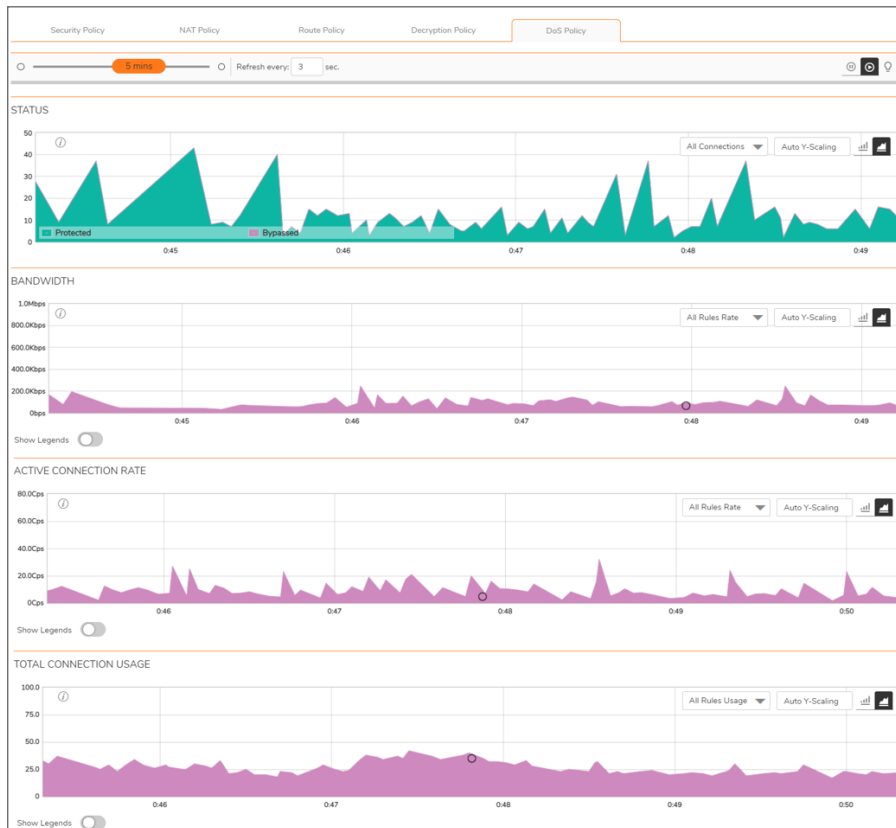 Security Policy NAT Policy Route Policy Decryption Policy DoS Policy
5 mins Refresh every: 3 sec.
STATUS
All Connections Auto Y-Scaling
50
40
30
20
10
0
Protected Bypassed
0:45 0:46 0:47 0:48 0:49
BANDWIDTH
All Rules Rate Auto Y-Scaling
1.0Mbps
800.0Kbps
600.0Kbps
400.0Kbps
200.0Kbps
0bps
0:45 0:46 0:47 0:48 0:49
Show Legends
ACTIVE CONNECTION RATE
All Rules Rate Auto Y-Scaling
80.0Cps
60.0Cps
40.0Cps
20.0Cps
0Cps
0:46 0:47 0:48 0:49 0:50
Show Legends
TOTAL CONNECTION USAGE
All Rules Usage Auto Y-Scaling
100.0
75.0
50.0
25.0
0
0:46 0:47 0:48 0:49 0:50
Show Legends